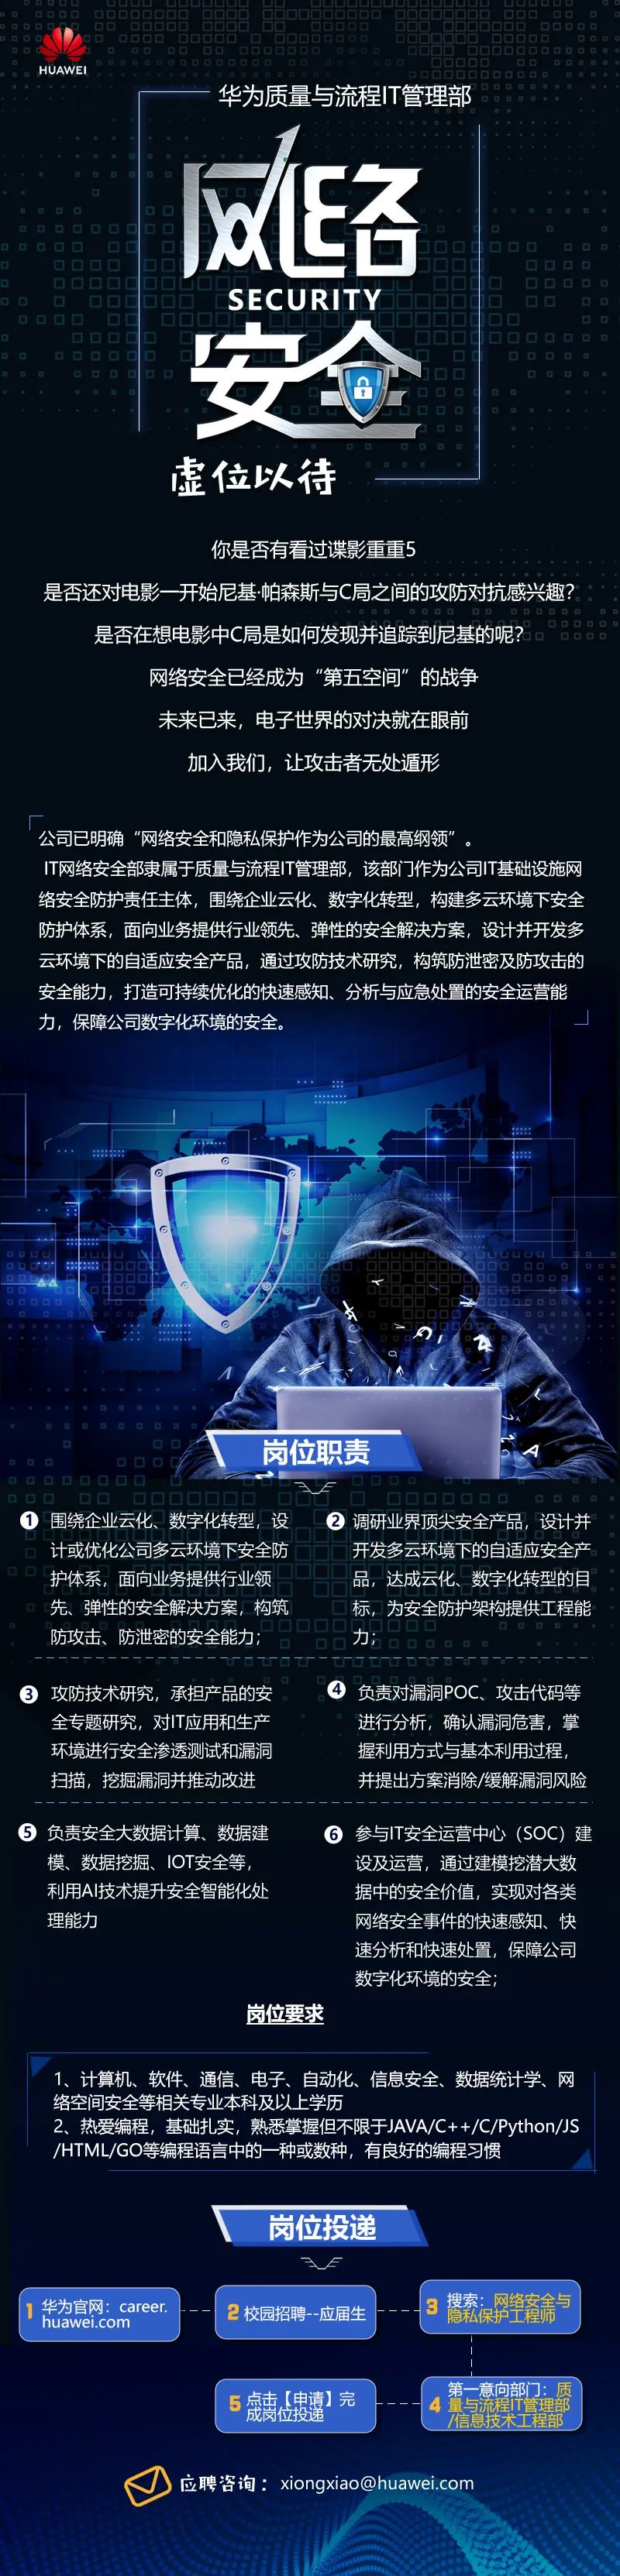 HUAWEI
华为质量与流程IT管理部
网络
SECURITY
安全
虚位以待
你是否有看过谍影重重5
是否还对电影一开始尼基·帕森斯与C局之间的攻防对抗感兴趣?
是否在想电影中C局是如何发现并追踪到尼基的呢?
网络安全已经成为“第五空间”的战争
未来已来，电子世界的对决就在眼前
加入我们，让攻击者无处遁形
公司已明确“网络安全和隐私保护作为公司的最高纲领”。
IT网络安全部隶属于质量与流程IT管理部，该部门作为公司IT基础设施网
络安全防护责任主体，围绕企业云化、数字化转型，构建多云环境下安全
防护体系，面向业务提供行业领先、弹性的安全解决方案，设计并开发多
云环境下的自适应安全产品，通过攻防技术研究，构筑防泄密及防攻击的
安全能力，打造可持续优化的快速感知、分析与应急处置的安全运营能
力，保障公司数字化环境的安全。
岗位职责
1 围绕企业云化、数字化转型，设
计或优化公司多云环境下安全防
护体系，面向业务提供行业领
先、弹性的安全解决方案，构筑
防攻击、防泄密的安全能力；
2 调研业界顶尖安全产品，设计并
开发多云环境下的自适应安全产
品，达成云化、数字化转型的目
标，为安全防护架构提供工程能
力；
3 攻防技术研究，承担产品的安
全专题研究，对IT应用和生产
环境进行安全渗透测试和漏洞
扫描，挖掘漏洞并推动改进
4 负责对漏洞POC、攻击代码等
进行分析，确认漏洞危害，掌
握利用方式与基本利用过程，
并提出方案消除/缓解漏洞风险
5 负责安全大数据计算、数据建
模、数据挖掘、IOT安全等，
利用AI技术提升安全智能化处
理能力
6 参与IT安全运营中心（SOC）建
设及运营，通过建模挖潜大数
据中的安全价值，实现对各类
网络安全事件的快速感知、快
速分析和快速处置，保障公司
数字化环境的安全；
岗位要求
1、计算机、软件、通信、电子、自动化、信息安全、数据统计学、网
络空间安全等相关专业本科及以上学历
2、热爱编程，基础扎实，熟悉掌握但不限于JAVA/C++/C/Python/JS
/HTML/GO等编程语言中的一种或数种，有良好的编程习惯
岗位投递
1 华为官网：career.
huawei.com
2 校园招聘--应届生
3 搜索：网络安全与
隐私保护工程师
4 第一意向部门：质
量与流程IT管理部
/信息技术工程部
5 点击【申请】完
成岗位投递
应聘咨询：xiongxiao@huawei.com